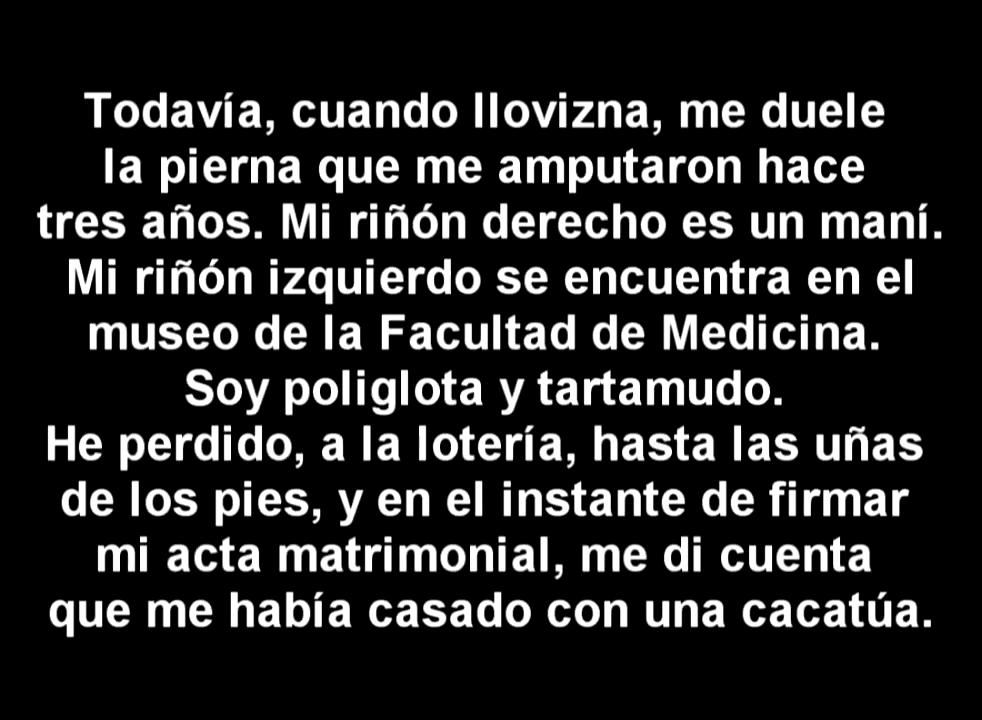 Todavía, cuando llovizna, me duele
la pierna que me amputaron hace
tres años. Mi riñón derecho es un maní.
Mi riñón izquierdo se encuentra en el
museo de la Facultad de Medicina.
Soy poliglota y tartamudo.
He perdido, a la lotería, hasta las uñas
de los pies, y en el instante de firmar
mi acta matrimonial, me di cuenta
que me había casado con una cacatúa.